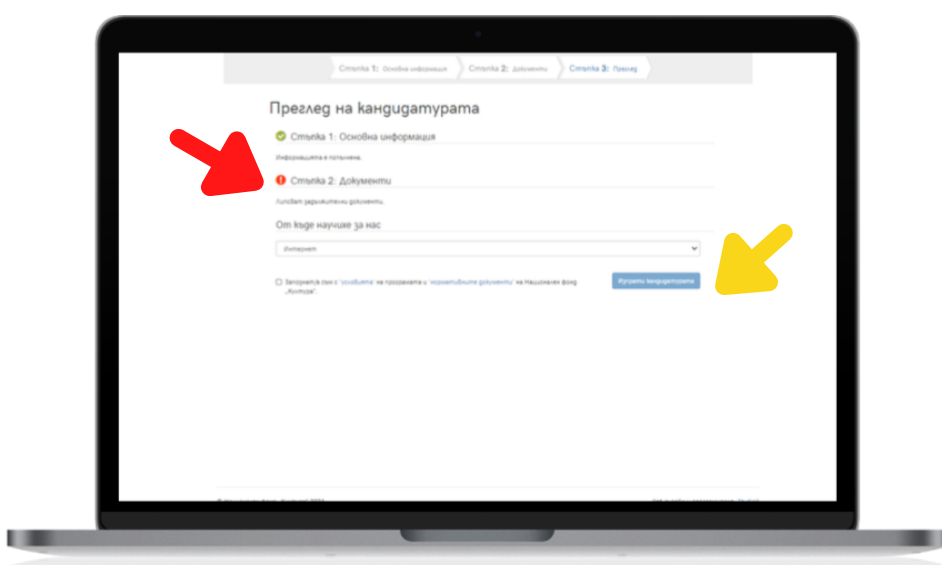 Стъпка 1: Основна информация Стъпка 2: Документи Стъпка 3: Преглед
Преглед на кандидатурата
Стъпка 1: Основна информация
Информацията е попълнена.
Стъпка 2: Документи
Липсват задължителни документи.
От къде научихте за нас
Интернет
Запознат/а съм с "условията" на програмата и "нормативните документи" на Национален фонд
„Култура".
Изпрати кандидатурата